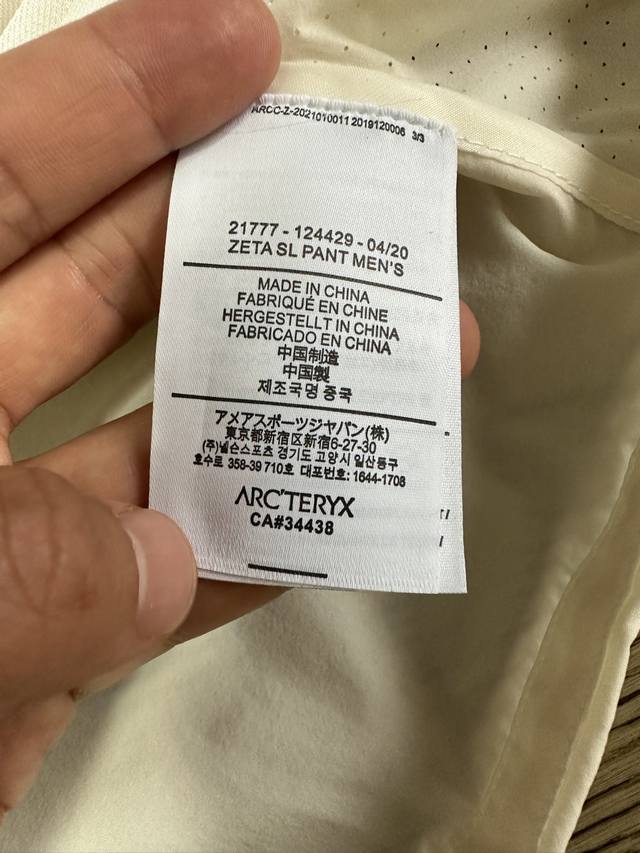 ARCC-Z-2021010011 2019120006 3/3
21777 - 124429 - 04/20
ZETA SL PANT MEN'S
MADE IN CHINA
FABRIQUÉ EN CHINE
HERGESTELLT IN CHINA
FABRICADO EN CHINA
中国制造
中国製
제조국명 중국
アメアスポーツジャパン(株)
東京都新宿区新宿6-27-30
(주)넬슨스포츠 경기도 고양시 일산동구
호수로 358-39 710호 대표번호: 1644-1708
ARC'TERYX
CA#34438